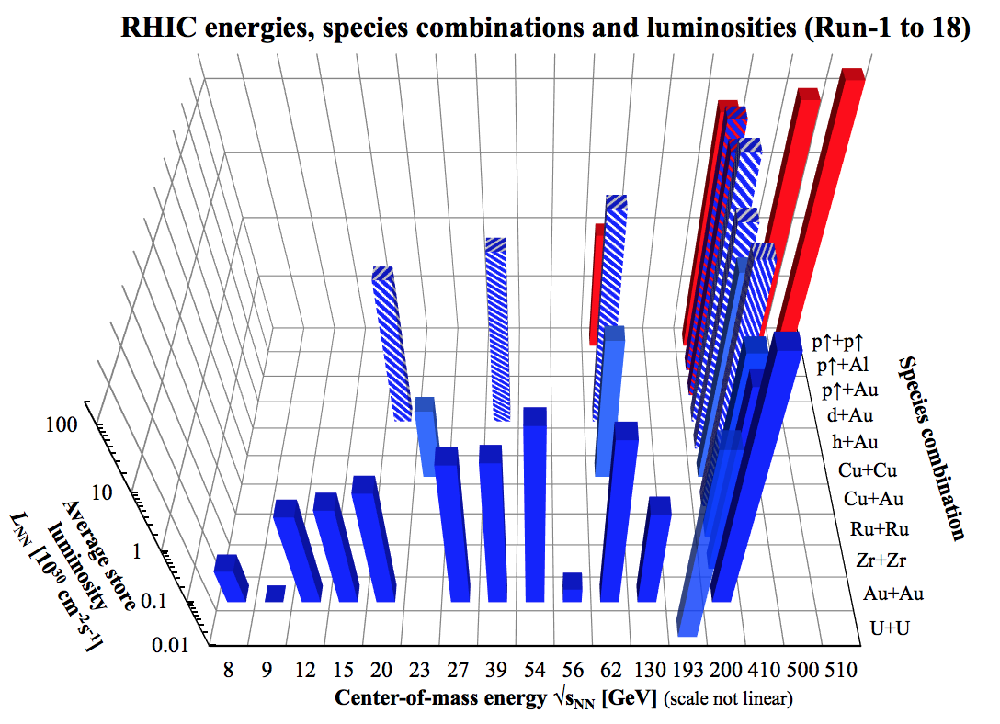 RHIC energies, species combinations and luminosities (Run-1 to 18)
100
10
1
0.1
0.01
Average store
luminosity
L_NN [10³⁰ cm⁻²s⁻¹]
p↑+p↑
p↑+Al
p↑+Au
d+Au
h+Au
Cu+Cu
Cu+Au
Ru+Ru
Zr+Zr
Au+Au
U+U
Species combination
8 9 12 15 20 23 27 39 54 56 62 130 193 200 410 500 510
Center-of-mass energy √s_NN [GeV] (scale not linear)